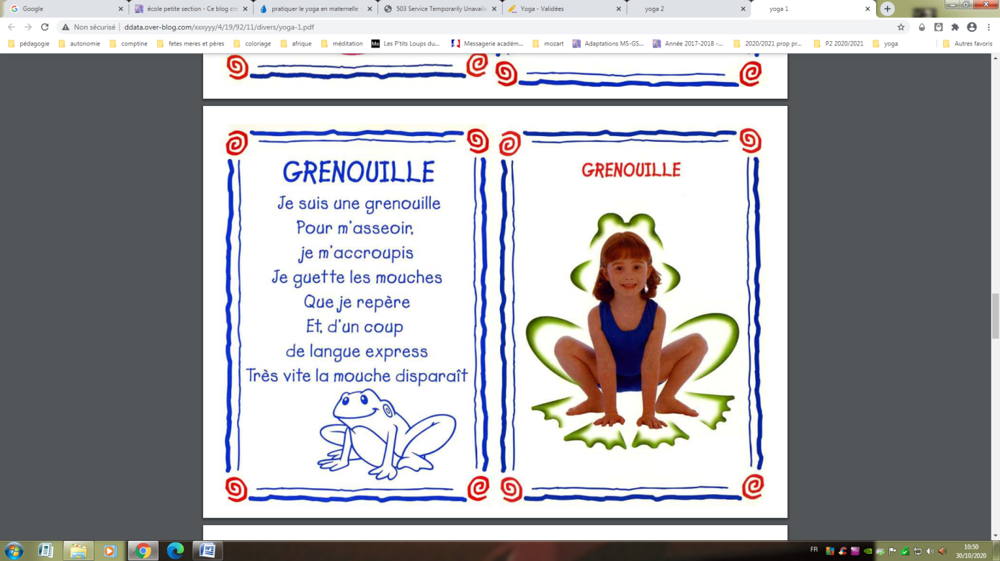 Google
école petite section - Ce blog cré
pratiquer le yoga en maternelle -
503 Service Temporarily Unavaila
Yoga - Validées
yoga 2
yoga 1
Non sécurisé | ddata.over-blog.com/xxxyyy/4/19/92/11/divers/yoga-1.pdf
pédagogie
autonomie
comptine
fetes meres et pères
coloriage
afrique
méditation
Me Les P'tits Loups du...
Messagerie académ...
mozart
Adaptations MS-GS...
Année 2017-2018 -...
2020/2021 prop pr...
P2 2020/2021
yoga
Autres favoris
GRENOUILLE
Je suis une grenouille
Pour m'asseoir,
je m'accroupis
Je guette les mouches
Que je repère
Et, d'un coup
de langue express
Très vite la mouche disparaît
GRENOUILLE
FR
10:50
30/10/2020